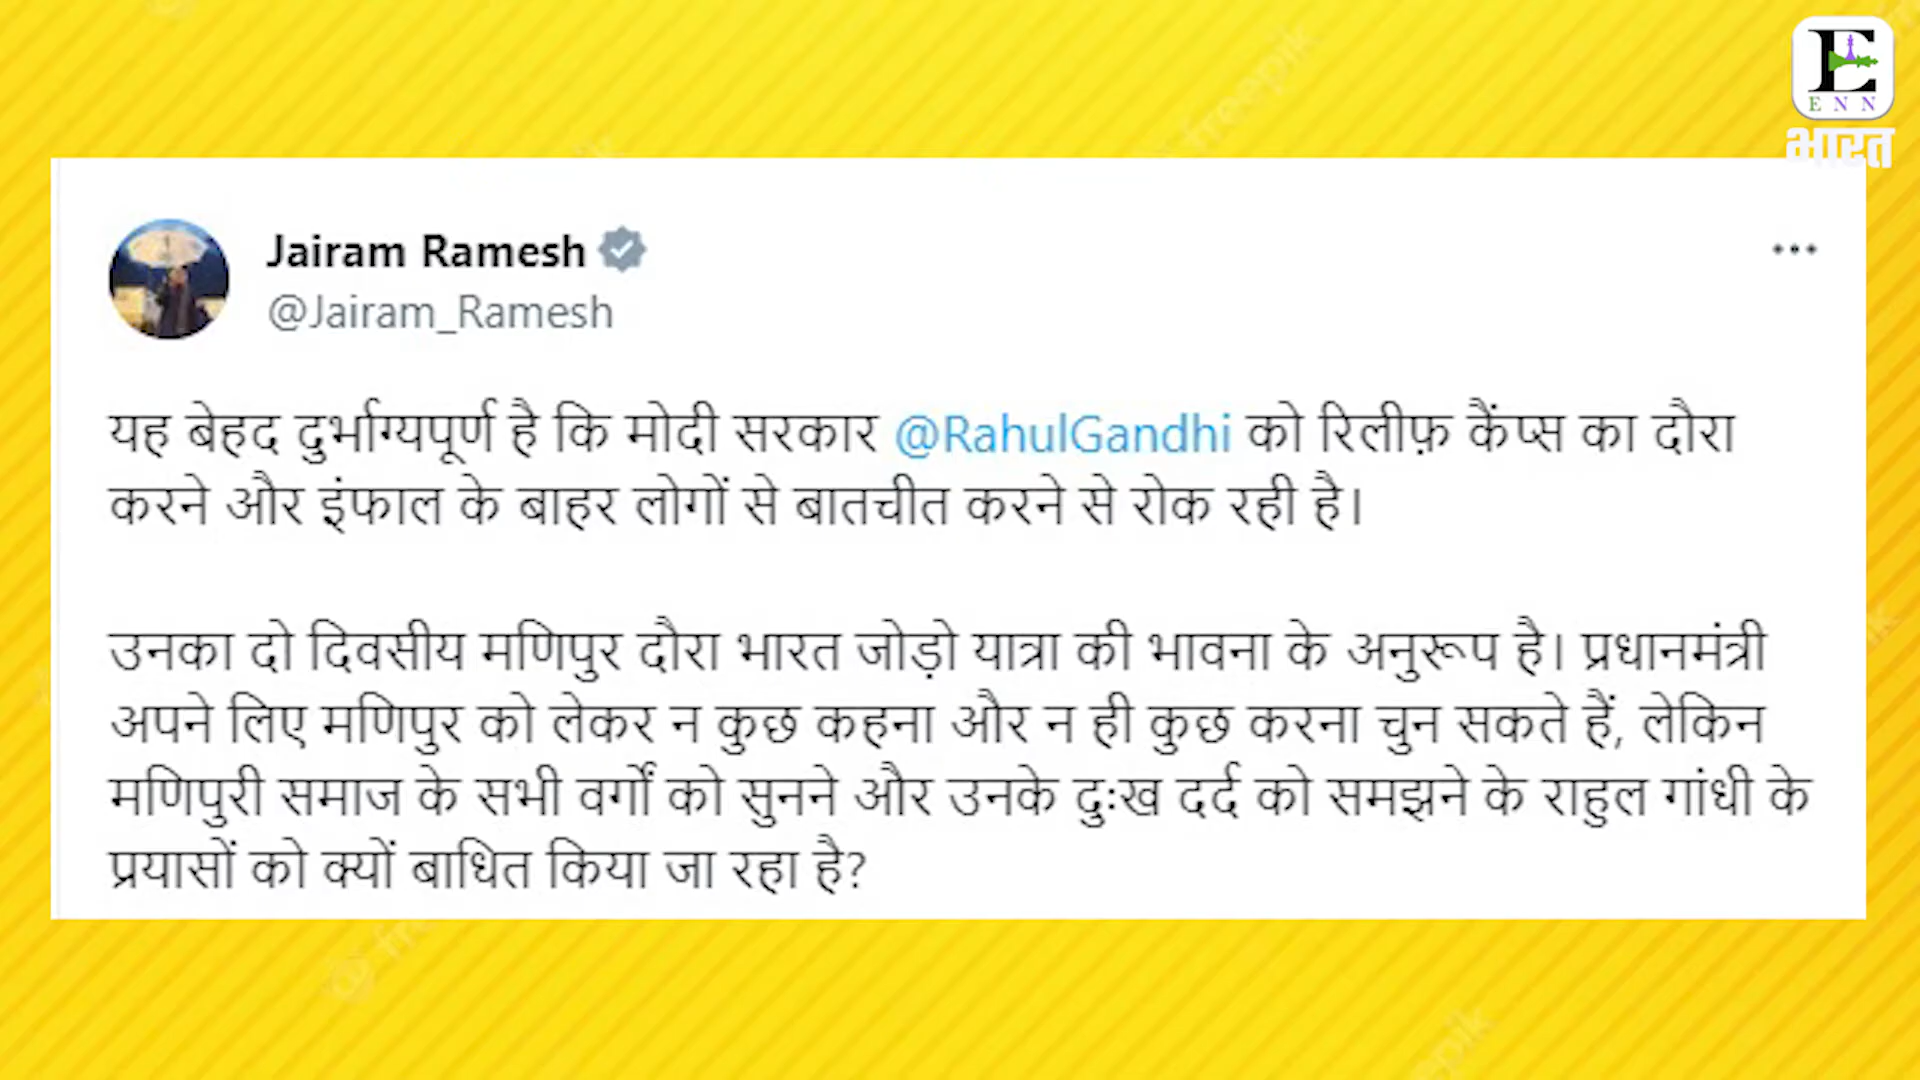 E
ENN
भारत
Jairam Ramesh
@Jairam_Ramesh
यह बेहद दुर्भाग्यपूर्ण है कि मोदी सरकार @RahulGandhi को रिलीफ़ कैंप्स का दौरा
करने और इंफाल के बाहर लोगों से बातचीत करने से रोक रही है।
उनका दो दिवसीय मणिपुर दौरा भारत जोड़ो यात्रा की भावना के अनुरूप है। प्रधानमंत्री
अपने लिए मणिपुर को लेकर न कुछ कहना और न ही कुछ करना चुन सकते हैं, लेकिन
मणिपुरी समाज के सभी वर्गों को सुनने और उनके दुःख दर्द को समझने के राहुल गांधी के
प्रयासों को क्यों बाधित किया जा रहा है?
freepik